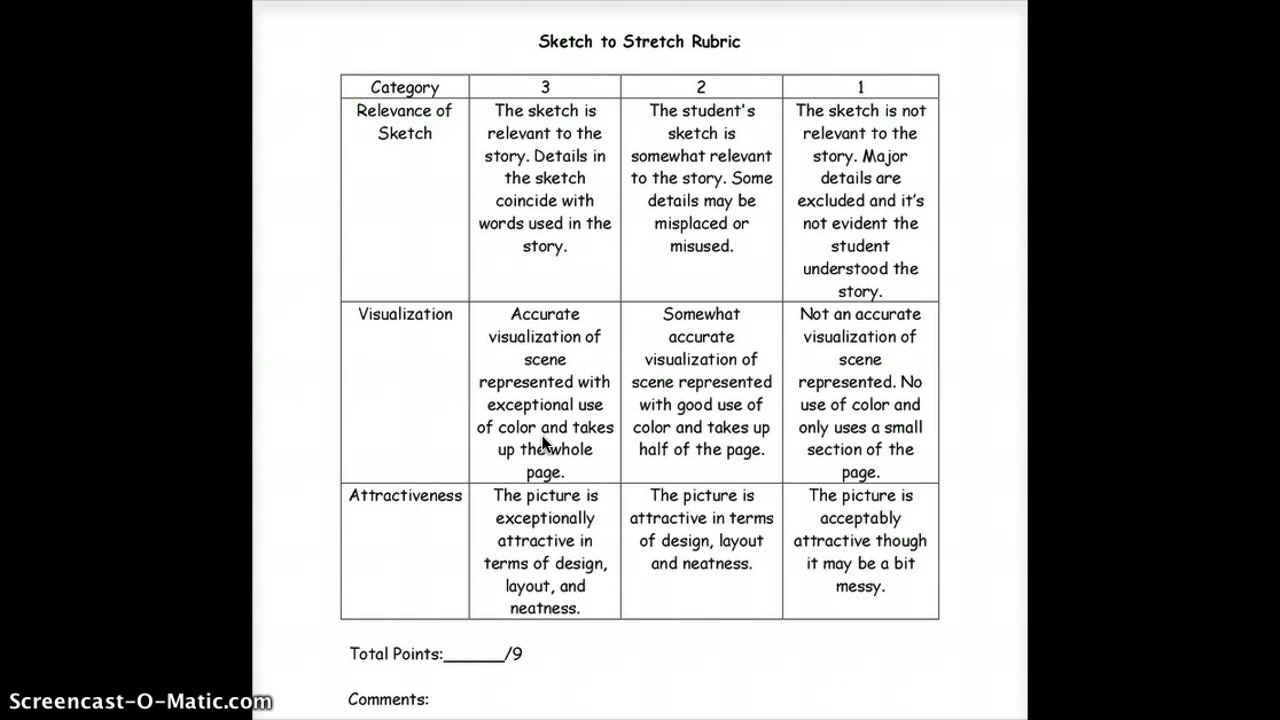 Sketch to Stretch Rubric
Category 3 2 1
Relevance of
Sketch
The sketch is
relevant to the
story. Details in
the sketch
coincide with
words used in the
story.
The student's
sketch is
somewhat relevant
to the story. Some
details may be
misplaced or
misused.
The sketch is not
relevant to the
story. Major
details are
excluded and it's
not evident the
student
understood the
story.
Visualization
Accurate
visualization of
scene
represented with
exceptional use
of color and takes
up the whole
page.
Somewhat
accurate
visualization of
scene represented
with good use of
color and takes up
half of the page.
Not an accurate
visualization of
scene
represented. No
use of color and
only uses a small
section of the
page.
Attractiveness
The picture is
exceptionally
attractive in
terms of design,
layout, and
neatness.
The picture is
attractive in terms
of design, layout
and neatness.
The picture is
acceptably
attractive though
it may be a bit
messy.
Total Points:______/9
Comments:
Screencast-O-Matic.com